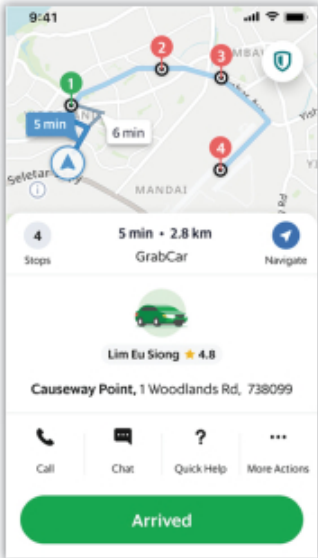 9:41
2
3
1
4
5 min
6 min
MANDAI
4
Stops
5 min • 2.8 km
GrabCar
Navigate
Lim Eu Siong ★ 4.8
Causeway Point, 1 Woodlands Rd, 738099
Call
Chat
? Quick Help
More Actions
Arrived